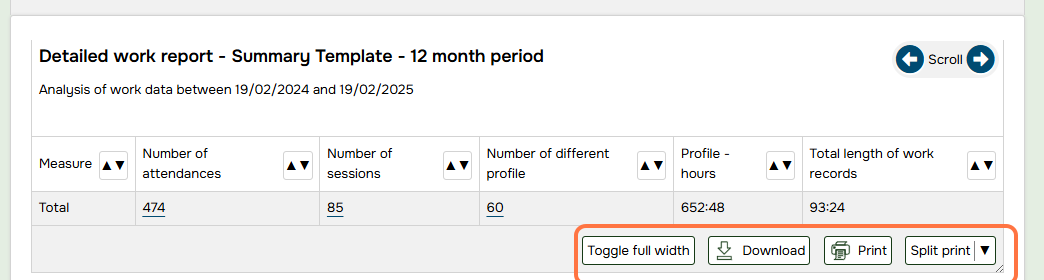 Detailed work report - Summary Template - 12 month period
Scroll
Analysis of work data between 19/02/2024 and 19/02/2025
Measure ▲▼
Number of
attendances ▲▼
Number of
sessions ▲▼
Number of different
profile ▲▼
Profile -
hours ▲▼
Total length of work
records ▲▼
Total 474 85 60 652:48 93:24
Toggle full width Download Print Split print ▼